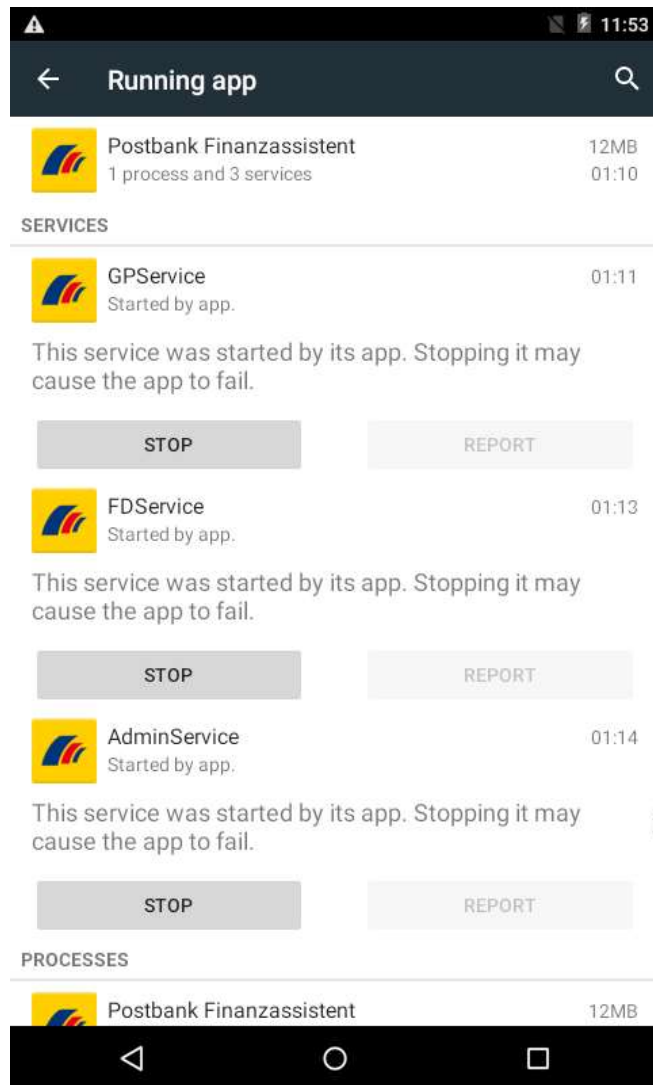 11:53
Running app
Postbank Finanzassistent 12MB
1 process and 3 services 01:10
SERVICES
GPService 01:11
Started by app.
This service was started by its app. Stopping it may
cause the app to fail.
STOP REPORT
FDService 01:13
Started by app.
This service was started by its app. Stopping it may
cause the app to fail.
STOP REPORT
AdminService 01:14
Started by app.
This service was started by its app. Stopping it may
cause the app to fail.
STOP REPORT
PROCESSES
Postbank Finanzassistent 12MB